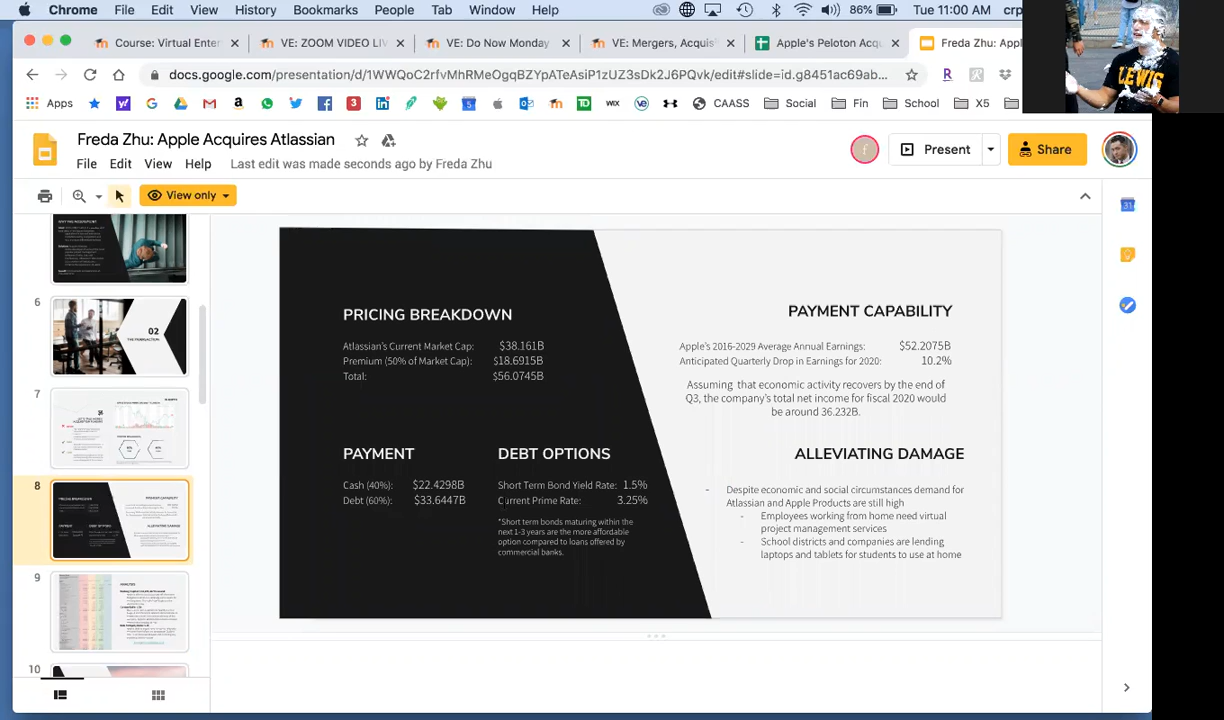 Chrome File Edit View History Bookmarks People Tab Window Help 86% Tue 11:00 AM crp
Course: Virtual Enter
VE: ZOOM VIDEO LI
VE: Do Now Monday
VE: Mergers, Acquis
Apple's Peloton Acqu
Freda Zhu: Appl
docs.google.com/presentation/d/1WWQoC2rfvMhRMeOgqBZYpATeAsiP1zUZ3sDk2J6PQvk/edit#slide=id.g8451ac69ab...
Apps TD WIX CAASS Social Fin School X5
LEWIS
Freda Zhu: Apple Acquires Atlassian
File Edit View Help Last edit was made seconds ago by Freda Zhu
f Present Share
View only
31
6
02
THE TRANSACTION
7
8
9
10
PRICING BREAKDOWN
Atlassian's Current Market Cap: $38.161B
Premium (50% of Market Cap): $18.6915B
Total: $56.0745B
PAYMENT
Cash (40%): $22.4298B
Debt (60%): $33.6447B
DEBT OPTIONS
Short Term Bond Yield Rate: 1.5%
Current Prime Rate: 3.25%
*Short term bonds maturing within the
next 1-3 years are the more affordable
option compared to loans offered by
commercial banks.
PAYMENT CAPABILITY
Apple's 2016-2029 Average Annual Earnings: $52.2075B
Anticipated Quarterly Drop in Earnings for 2020: 10.2%
Assuming that economic activity recovers by the end of
Q3, the company's total net income for fiscal 2020 would
be around 36.232B.
ALLEVIATING DAMAGE
- Despite economic and social circumstances demand for
Atlassian and Apple Products are still high
- Employees working from home need virtual
project management services
- School districts and companies are lending
laptops and tablets for students to use at home